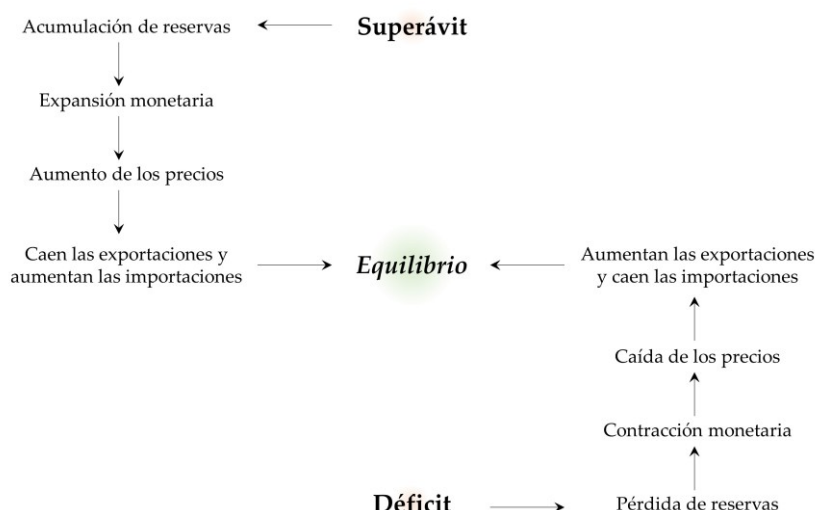 Acumulación de reservas
Superávit
Expansión monetaria
Aumento de los precios
Caen las exportaciones y
aumentan las importaciones
Equilibrio
Aumentan las exportaciones
y caen las importaciones
Caída de los precios
Contracción monetaria
Déficit
Pérdida de reservas